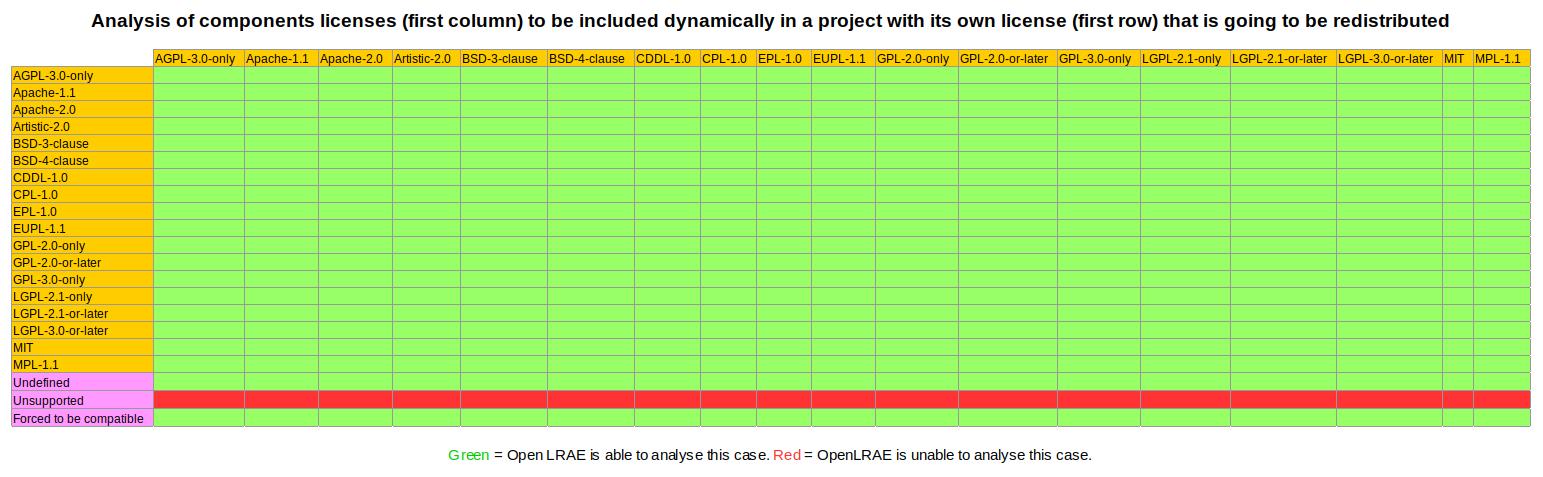 Analysis of components licenses (first column) to be included dynamically in a project with its own license (first row) that is going to be redistributed
AGPL-3.0-only Apache-1.1 Apache-2.0 Artistic-2.0 BSD-3-clause BSD-4-clause CDDL-1.0 CPL-1.0 EPL-1.0 EUPL-1.1 GPL-2.0-only GPL-2.0-or-later GPL-3.0-only LGPL-2.1-only LGPL-2.1-or-later LGPL-3.0-or-later MIT MPL-1.1
AGPL-3.0-only
Apache-1.1
Apache-2.0
Artistic-2.0
BSD-3-clause
BSD-4-clause
CDDL-1.0
CPL-1.0
EPL-1.0
EUPL-1.1
GPL-2.0-only
GPL-2.0-or-later
GPL-3.0-only
LGPL-2.1-only
LGPL-2.1-or-later
LGPL-3.0-or-later
MIT
MPL-1.1
Undefined
Unsupported
Forced to be compatible
Green = Open LRAE is able to analyse this case. Red = OpenLRAE is unable to analyse this case.